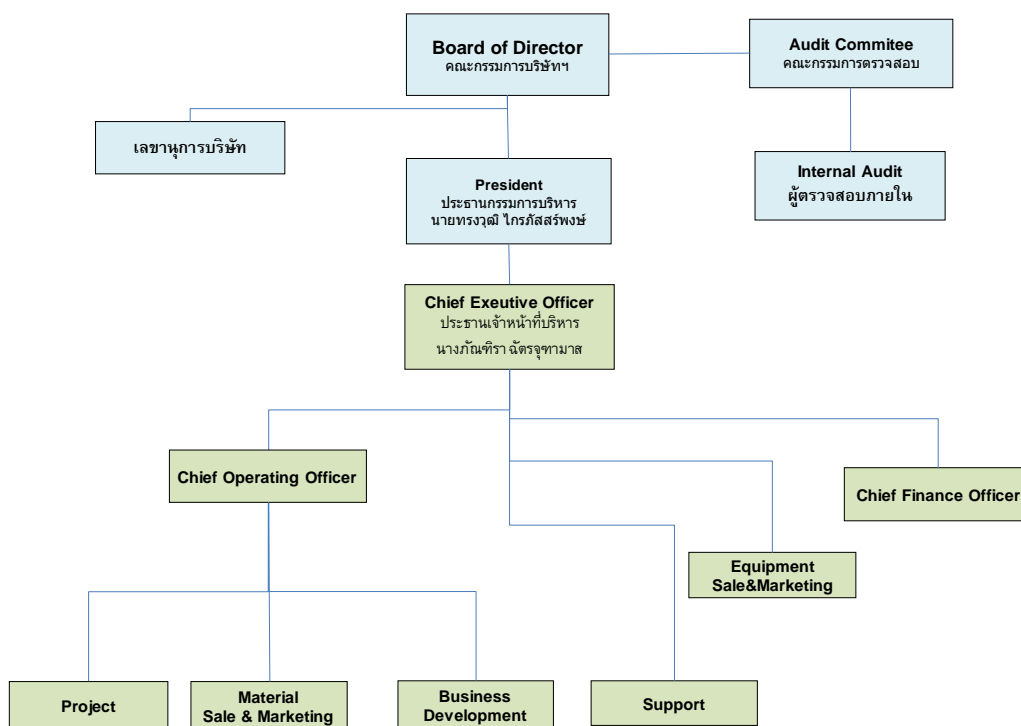 Board of Director
คณะกรรมการบริษัทฯ
Audit Commitee
คณะกรรมการตรวจสอบ
เลขานุการบริษัท
President
ประธานกรรมการบริหาร
นายทรงวุฒิ ไกรภัสสร์พงษ์
Internal Audit
ผู้ตรวจสอบภายใน
Chief Exeutive Officer
ประธานเจ้าหน้าที่บริหาร
นางภัณฑิรา ฉัตรจุฑามาส
Chief Operating Officer
Chief Finance Officer
Equipment
Sale&Marketing
Project
Material
Sale & Marketing
Business
Development
Support